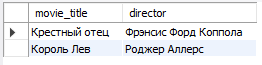 movie_title director
Крестный отец Фрэнсис Форд Коппола
Король Лев Роджер Аллерс